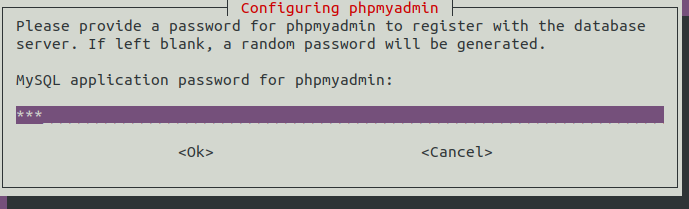 Configuring phpmyadmin
Please provide a password for phpmyadmin to register with the database
server. If left blank, a random password will be generated.
MySQL application password for phpmyadmin:
***
<Ok> <Cancel>